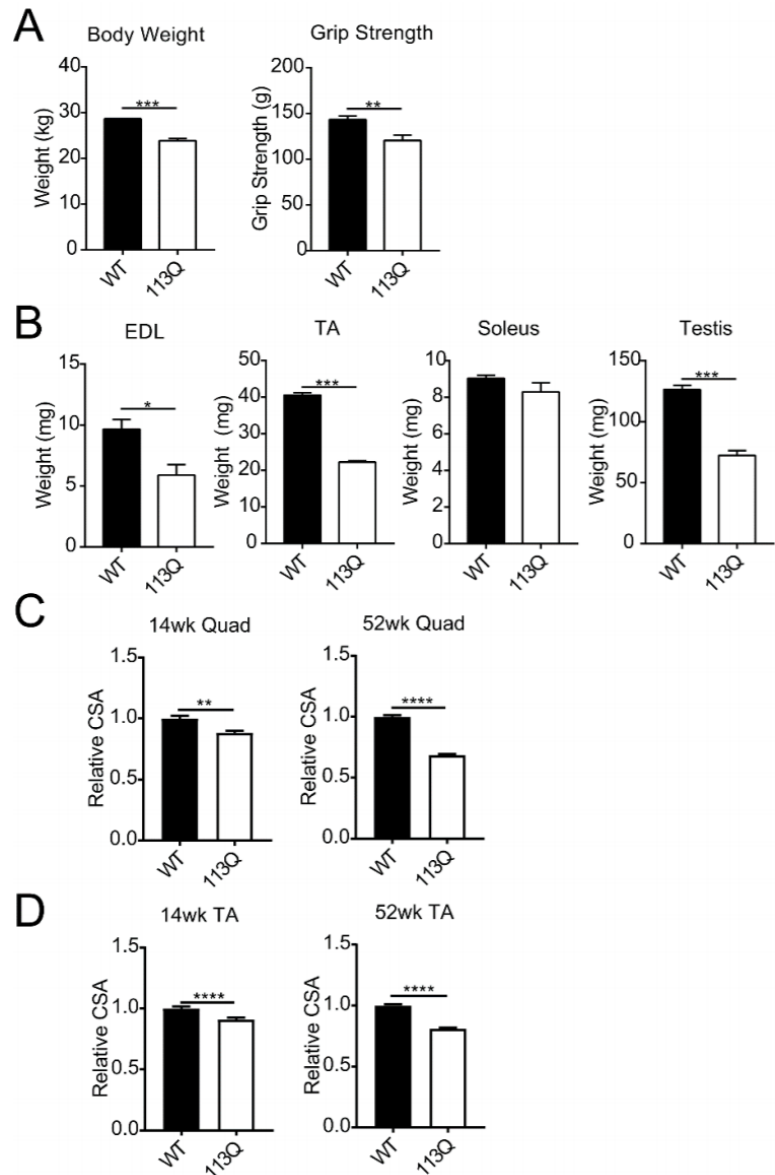 A
Body Weight
Grip Strength
Weight (kg)
40
30
20
10
0
***
WT
113Q
Grip Strength (g)
200
150
100
50
0
**
WT
113Q
B
EDL
TA
Soleus
Testis
Weight (mg)
15
10
5
0
*
WT
113Q
Weight (mg)
50
40
30
20
10
0
***
WT
113Q
Weight (mg)
10
8
6
4
2
0
WT
113Q
Weight (mg)
150
100
50
0
***
WT
113Q
C
14wk Quad
52wk Quad
Relative CSA
1.5
1.0
0.5
0.0
**
WT
113Q
Relative CSA
1.5
1.0
0.5
0.0
****
WT
113Q
D
14wk TA
52wk TA
Relative CSA
1.5
1.0
0.5
0.0
****
WT
113Q
Relative CSA
1.5
1.0
0.5
0.0
****
WT
113Q